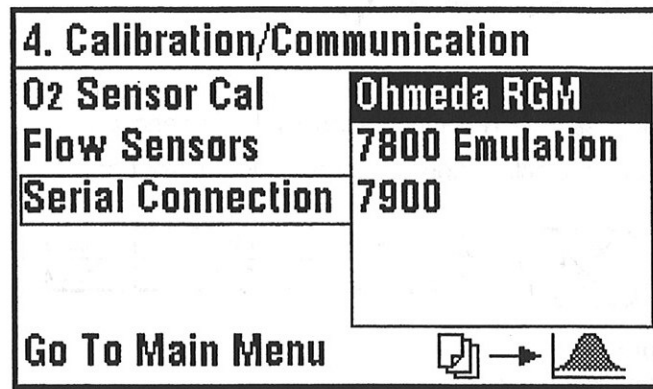 4. Calibration/Communication
O2 Sensor Cal
Flow Sensors
Serial Connection
Ohmeda RGM
7800 Emulation
7900
Go To Main Menu